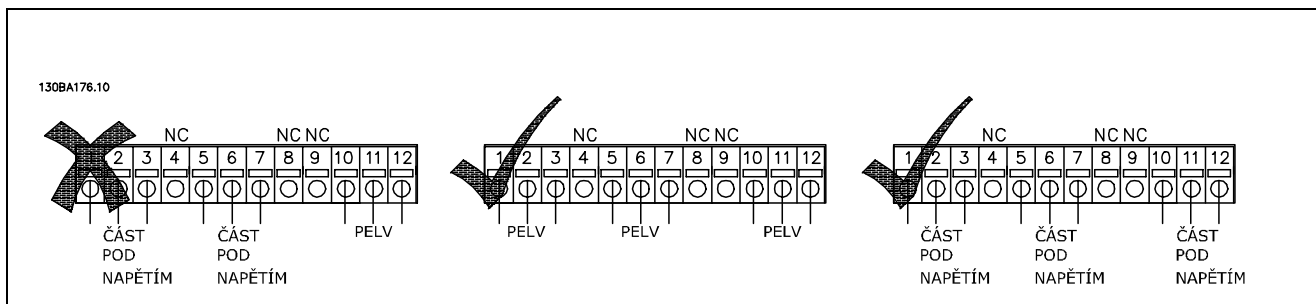 130BA176.10
NC NC NC
2 3 4 5 6 7 8 9 10 11 12
ČÁST POD NAPĚTÍM
ČÁST POD NAPĚTÍM
PELV
NC NC NC
1 2 3 4 5 6 7 8 9 10 11 12
PELV PELV PELV
NC NC NC
1 2 3 4 5 6 7 8 9 10 11 12
ČÁST POD NAPĚTÍM
ČÁST POD NAPĚTÍM
ČÁST POD NAPĚTÍM